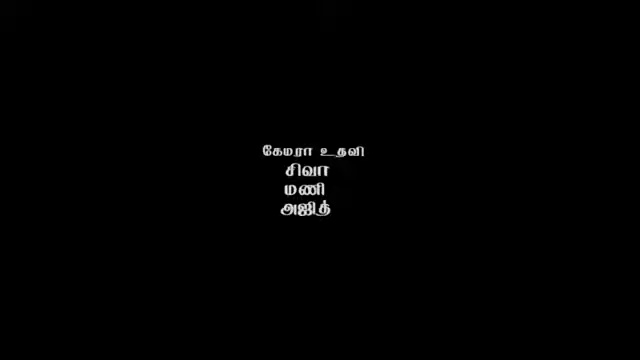 கேமரா உதவி
சிவா
மணி
அஜித்